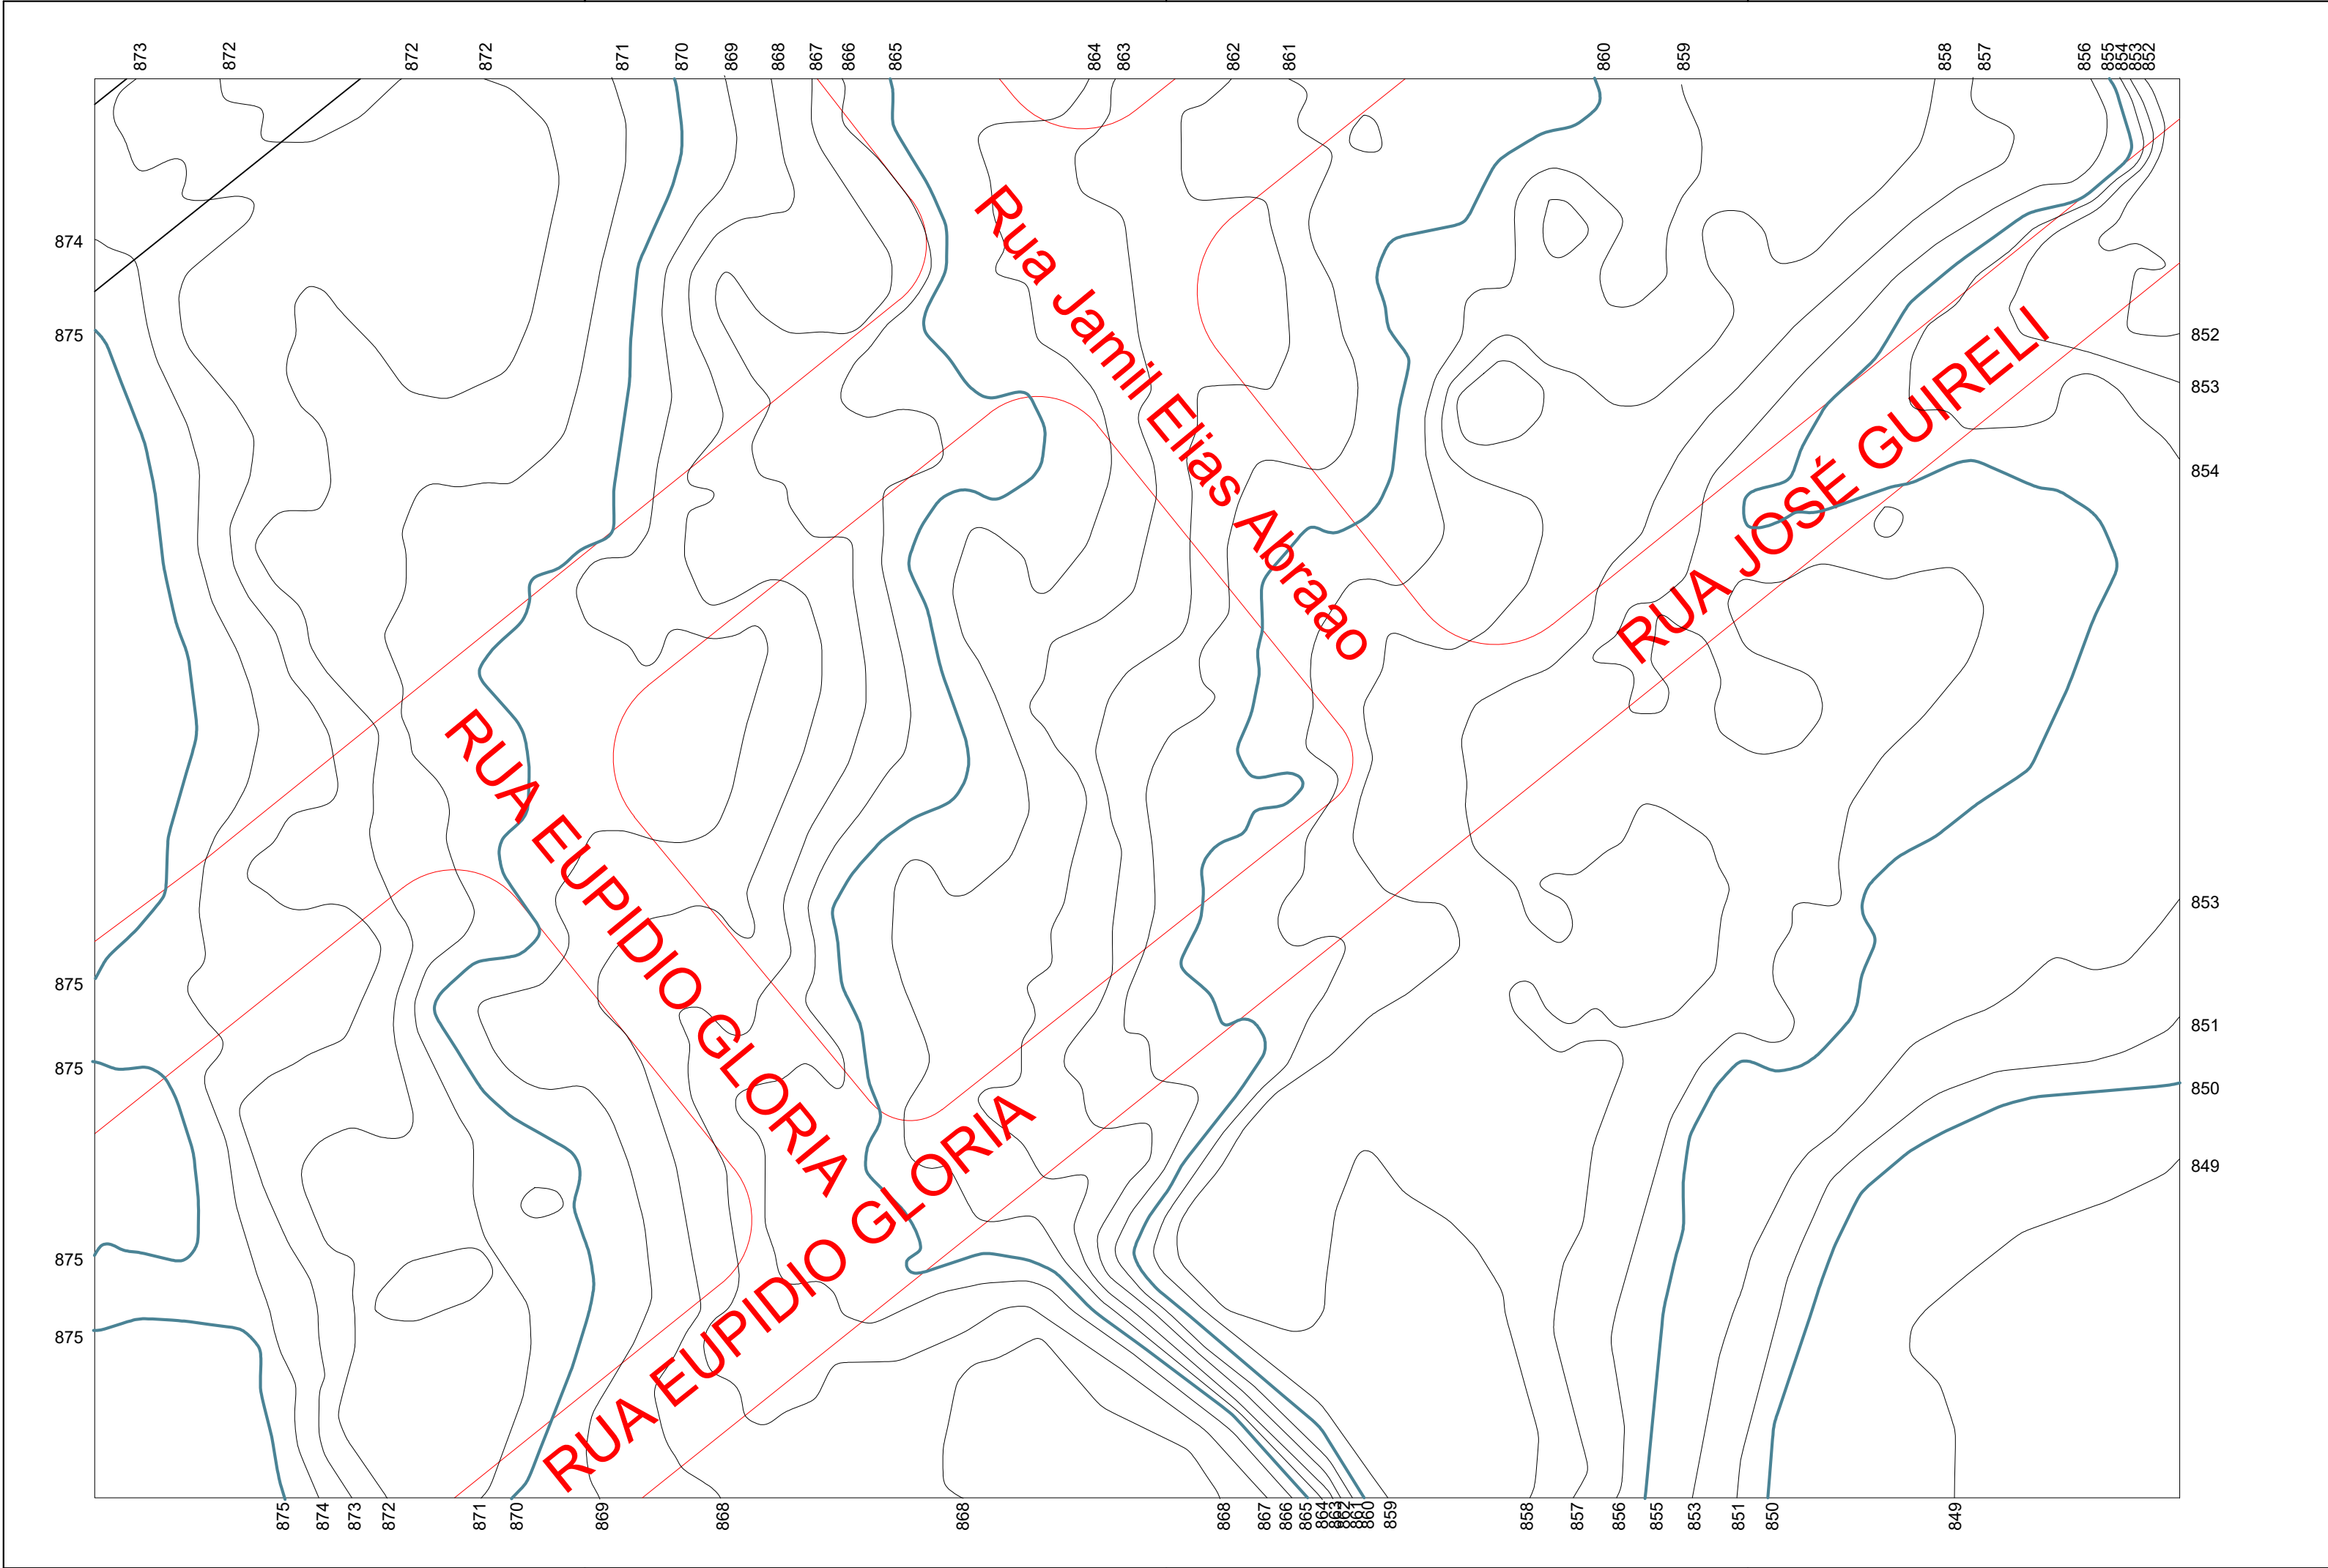 873 872 872 872 871 870 869 868 867 866 865 864 863 862 861 860 859 858 857 856 855 854 853 852
874
875
875
875
875
875
Rua Jamil Elias Abraao
RUA JOSÉ GUIRELI
RUA EUPIDIO GLORIA
RUA EUPIDIO GLORIA
852
853
854
853
851
850
849
875 874 873 872 871 870 869 868 868 868 867 866 865 864 863 862 861 860 859 858 857 856 855 853 851 850 849